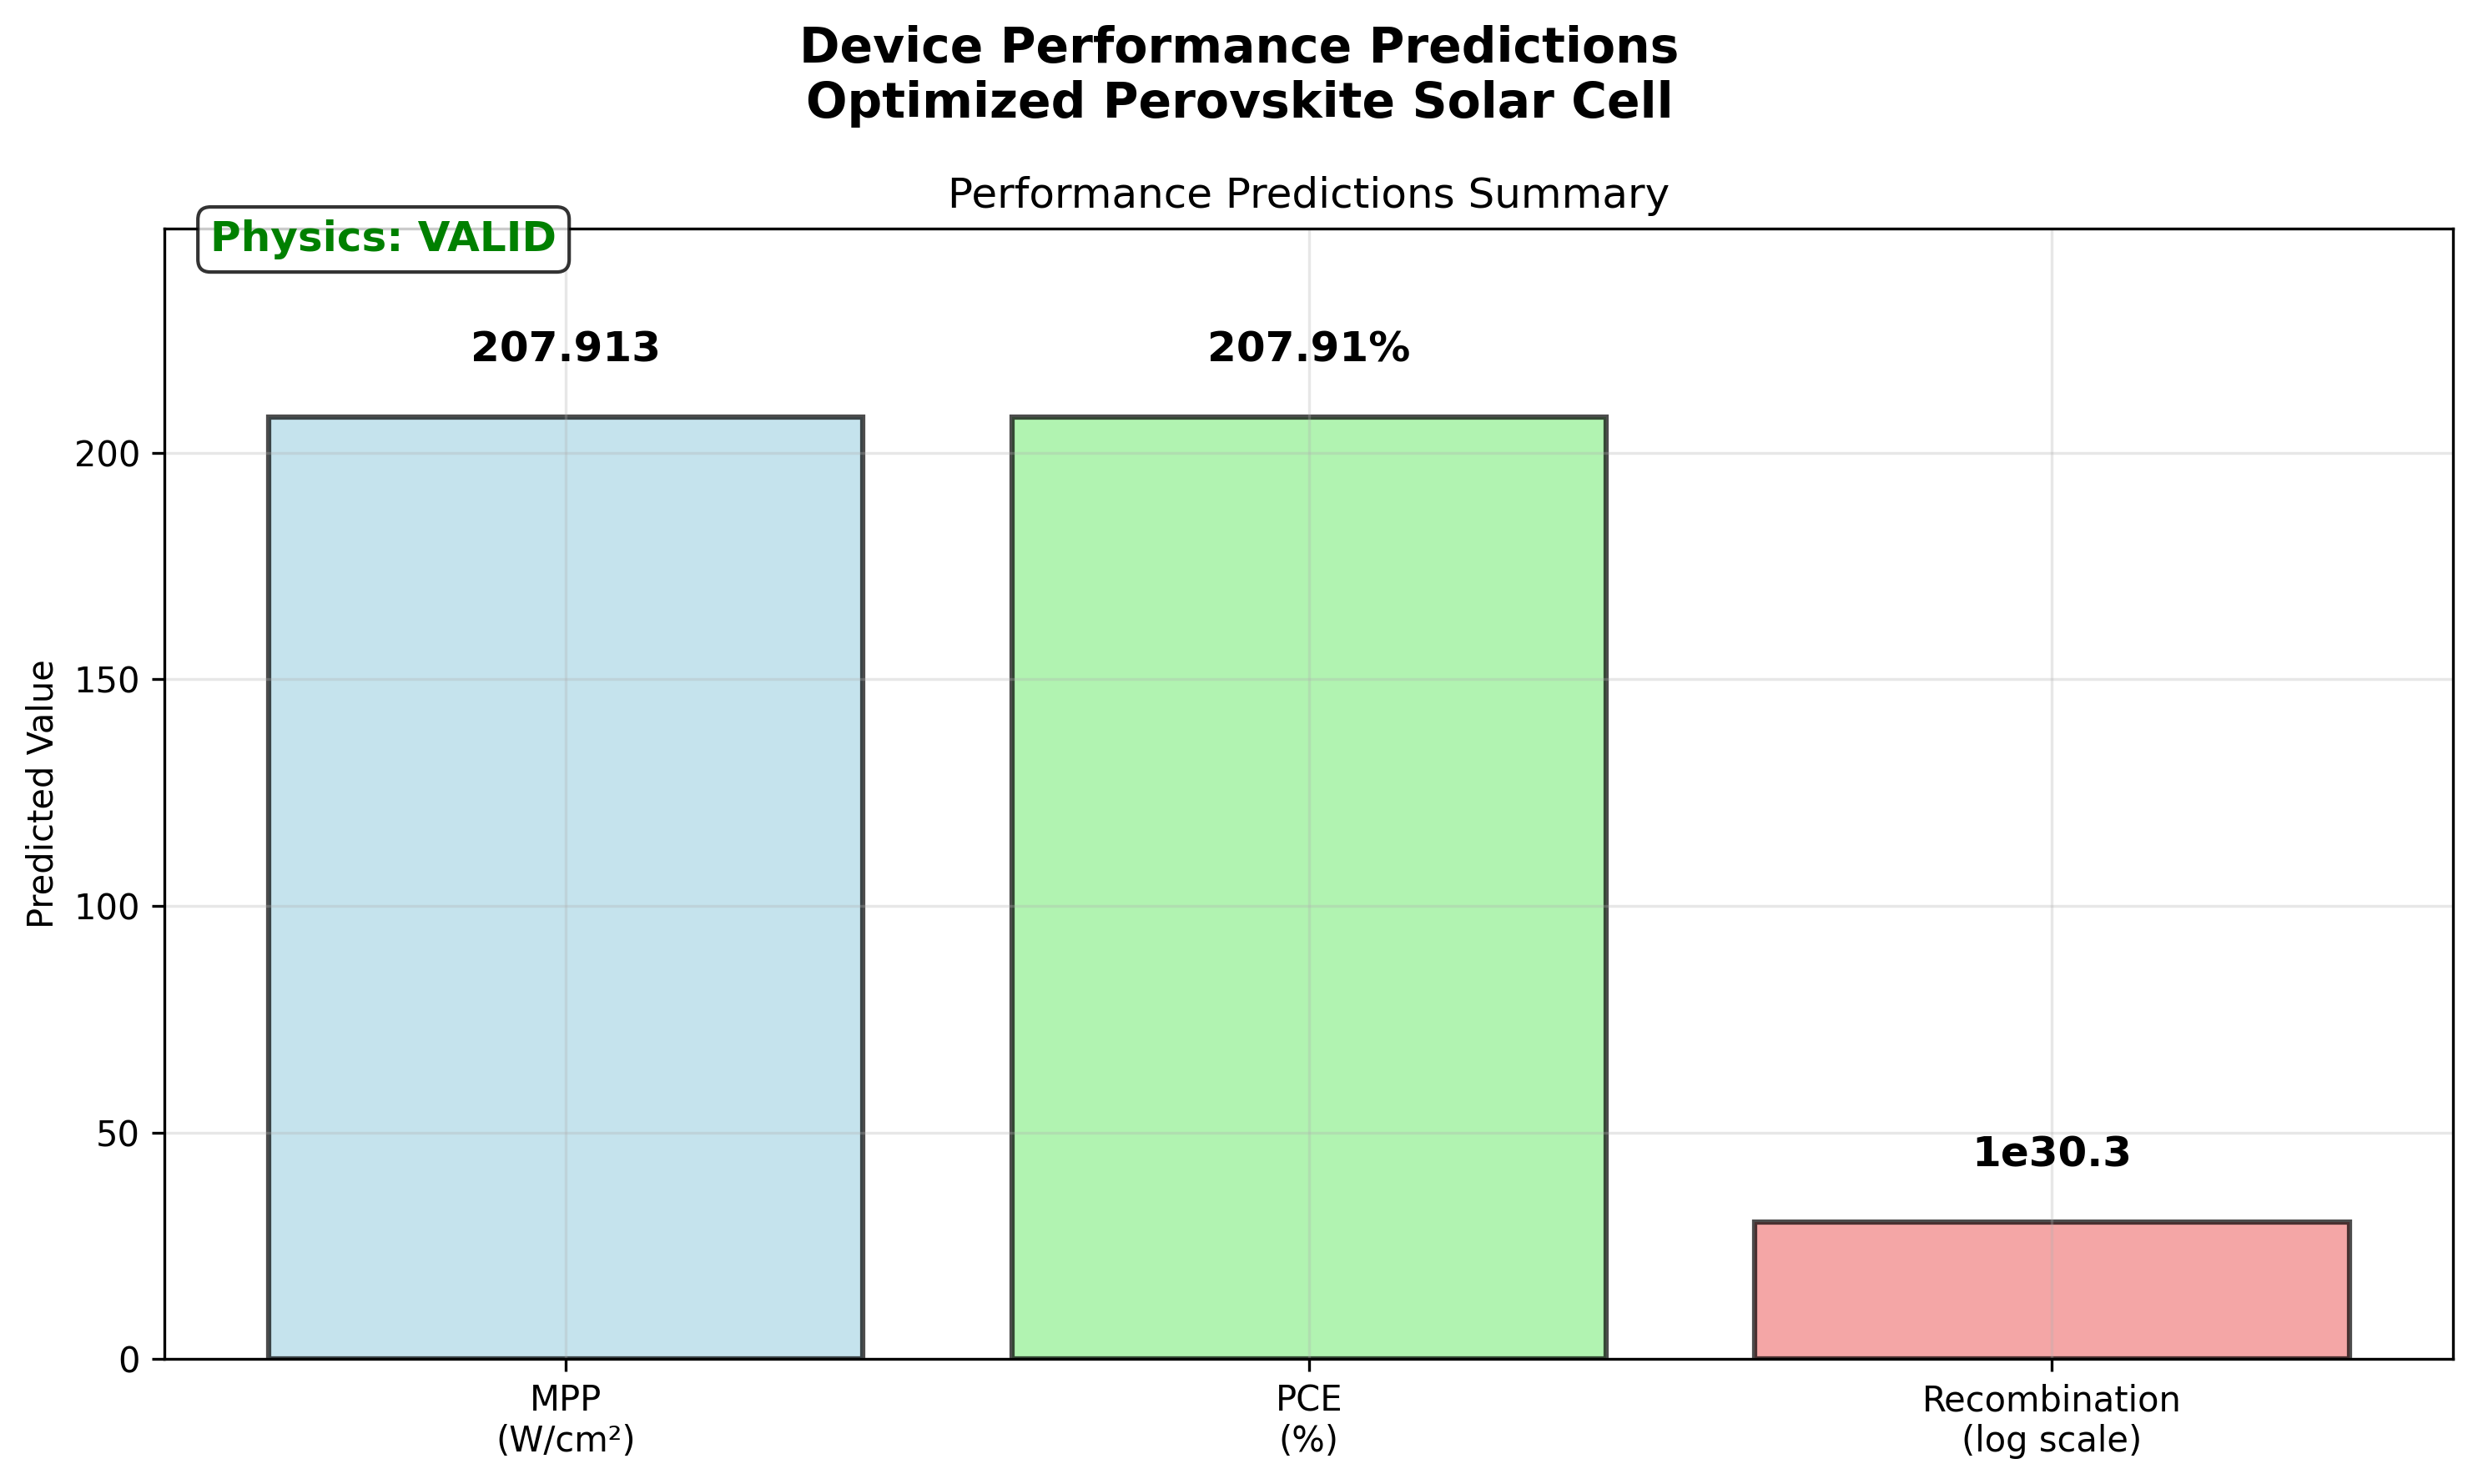 Device Performance Predictions
Optimized Perovskite Solar Cell
Performance Predictions Summary
Physics: VALID
207.913
207.91%
1e30.3
Predicted Value
200
150
100
50
0
MPP
(W/cm²)
PCE
(%)
Recombination
(log scale)